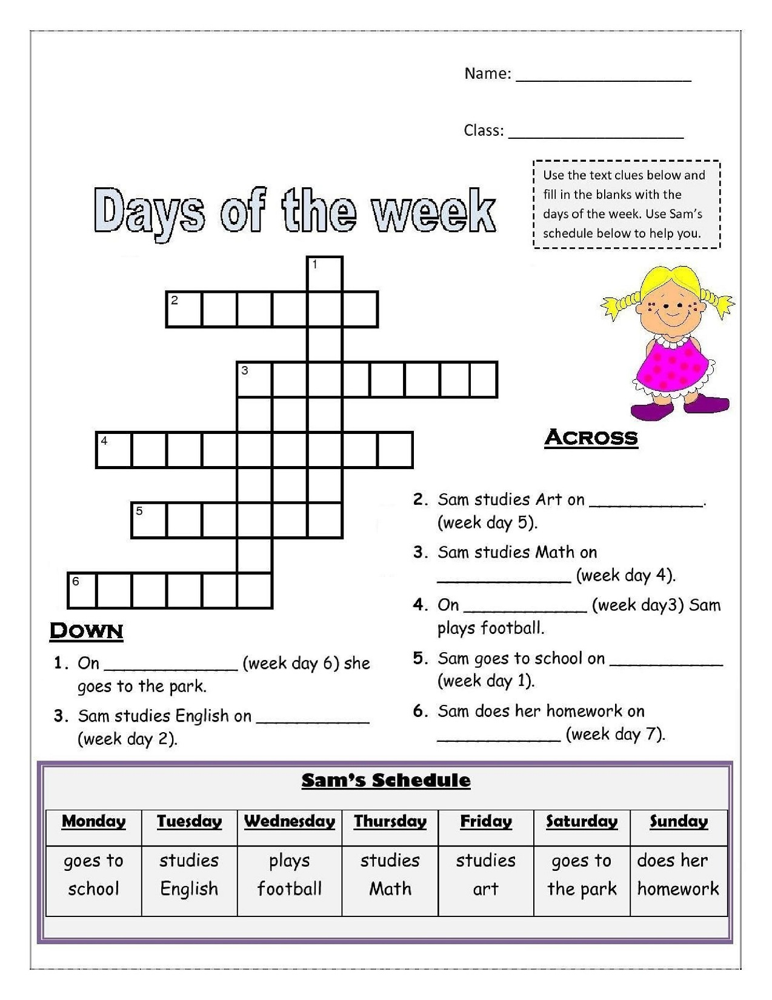 Name: ____________________
Class: ____________________
Use the text clues below and
fill in the blanks with the
days of the week. Use Sam's
schedule below to help you.
Days of the week
1
2
3
4
5
6
ACROSS
2. Sam studies Art on ___________.
(week day 5).
3. Sam studies Math on
_____________ (week day 4).
4. On ____________ (week day3) Sam
plays football.
5. Sam goes to school on ___________
(week day 1).
6. Sam does her homework on
____________ (week day 7).
DOWN
1. On _____________ (week day 6) she
goes to the park.
3. Sam studies English on ___________
(week day 2).
Sam's Schedule
Monday Tuesday Wednesday Thursday Friday Saturday Sunday
goes to studies plays studies studies goes to does her
school English football Math art the park homework